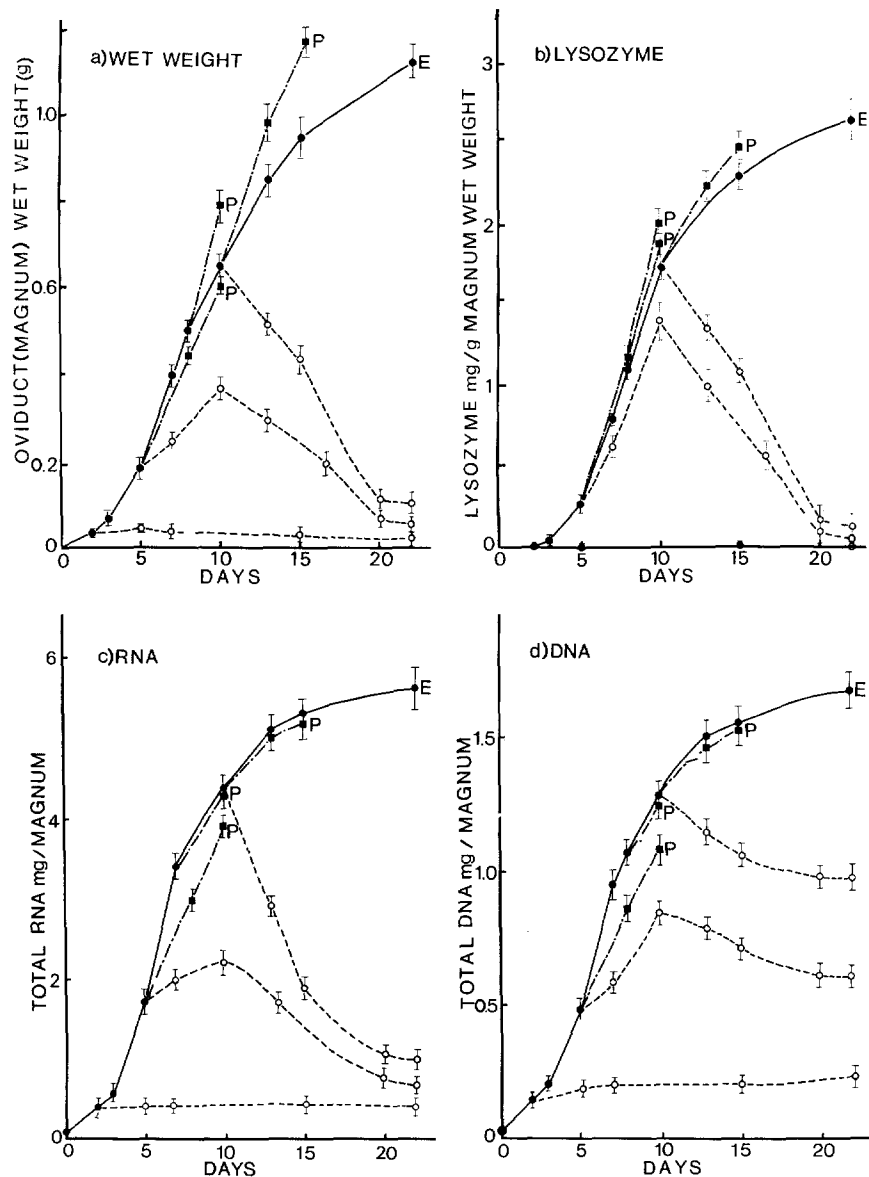 a)WET WEIGHT
OVIDUCT(MAGNUM) WET WEIGHT(g)
1.0
0.6
0.2
0
P
E
P
P
0 5 10 15 20
DAYS
b)LYSOZYME
LYSOZYME mg/g MAGNUM WET WEIGHT
3
2
1
0
E
P
P
P
0 5 10 15 20
DAYS
c)RNA
TOTAL RNA mg/MAGNUM
6
4
2
0
E
P
P
P
0 5 10 15 20
DAYS
d)DNA
TOTAL DNA mg/MAGNUM
1.5
1.0
0.5
0
E
P
P
P
0 5 10 15 20
DAYS